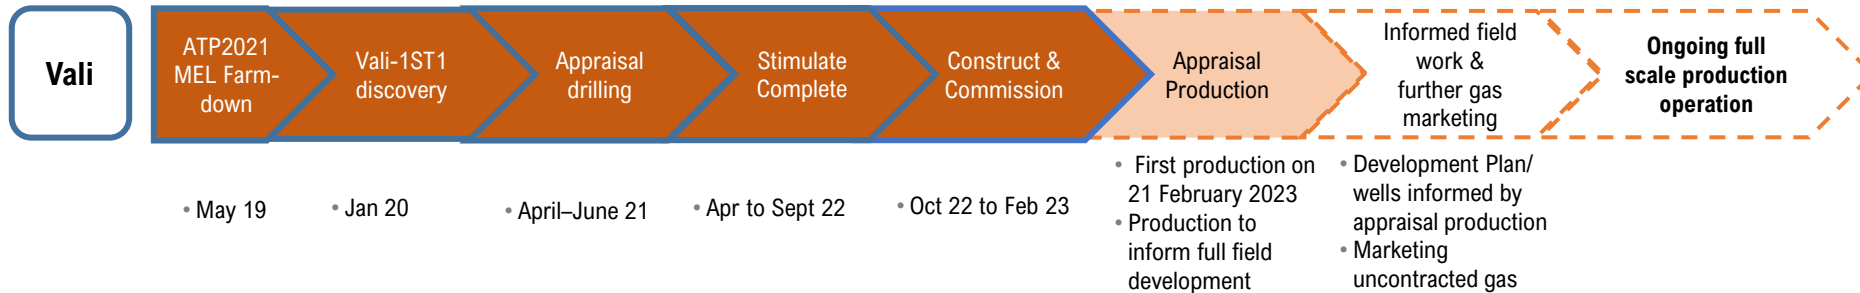 Vali
ATP2021
MEL Farm-
down
Vali-1ST1
discovery
Appraisal
drilling
Stimulate
Complete
Construct &
Commission
Appraisal
Production
Informed field
work &
further gas
marketing
Ongoing full
scale production
operation
• May 19
• Jan 20
• April–June 21
• Apr to Sept 22
• Oct 22 to Feb 23
• First production on
21 February 2023
• Production to
inform full field
development
• Development Plan/
wells informed by
appraisal production
• Marketing
uncontracted gas